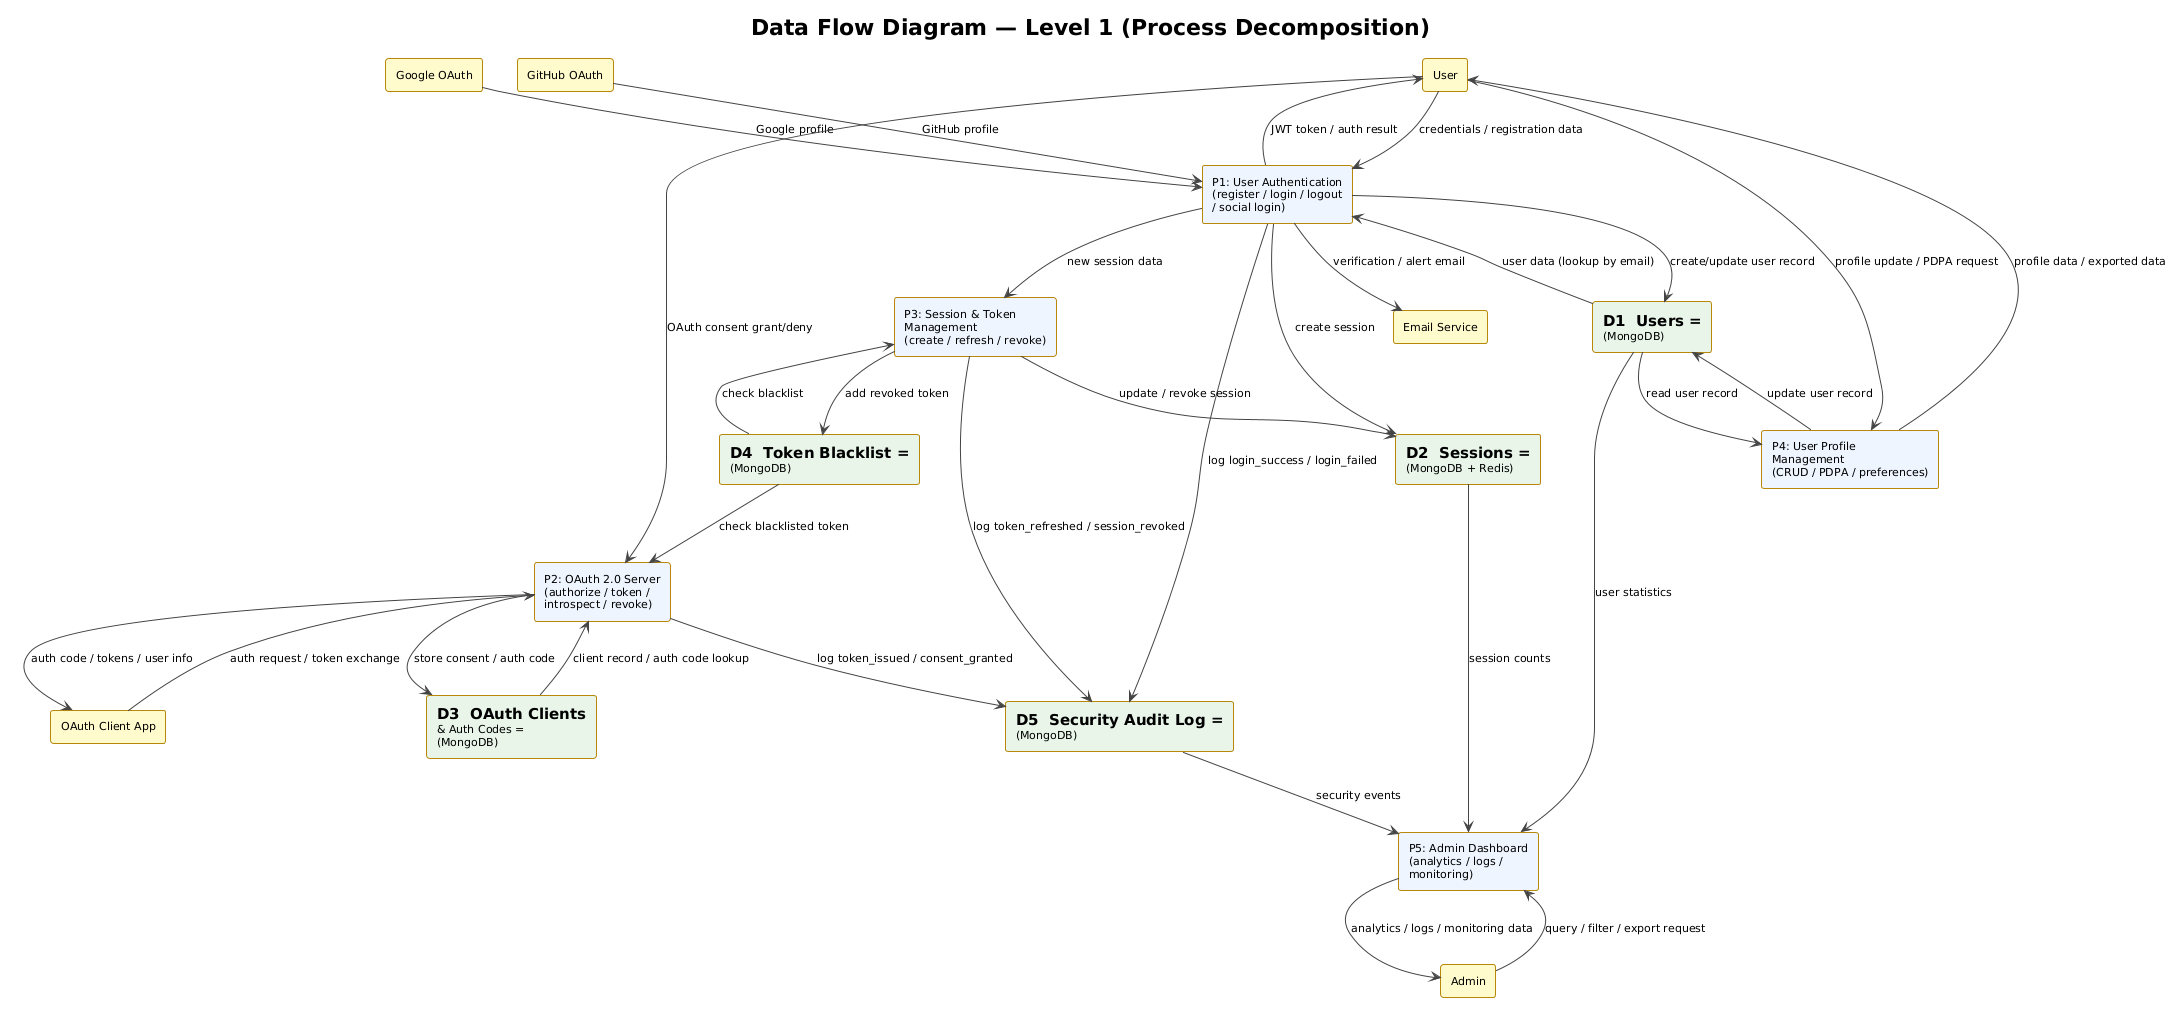 Data Flow Diagram — Level 1 (Process Decomposition)
Google OAuth
GitHub OAuth
User
Google profile
GitHub profile
JWT token / auth result
credentials / registration data
P1: User Authentication
(register / login / logout
/ social login)
new session data
verification / alert email
user data (lookup by email)
create/update user record
profile update / PDPA request
profile data / exported data
OAuth consent grant/deny
P3: Session & Token
Management
(create / refresh / revoke)
create session
Email Service
D1  Users =
(MongoDB)
check blacklist
add revoked token
update / revoke session
read user record
update user record
D4  Token Blacklist =
(MongoDB)
log login_success / login_failed
D2  Sessions =
(MongoDB + Redis)
P4: User Profile
Management
(CRUD / PDPA / preferences)
check blacklisted token
log token_refreshed / session_revoked
P2: OAuth 2.0 Server
(authorize / token /
introspect / revoke)
user statistics
auth code / tokens / user info
auth request / token exchange
store consent / auth code
client record / auth code lookup
log token_issued / consent_granted
session counts
OAuth Client App
D3  OAuth Clients
& Auth Codes =
(MongoDB)
D5  Security Audit Log =
(MongoDB)
security events
P5: Admin Dashboard
(analytics / logs /
monitoring)
analytics / logs / monitoring data
query / filter / export request
Admin